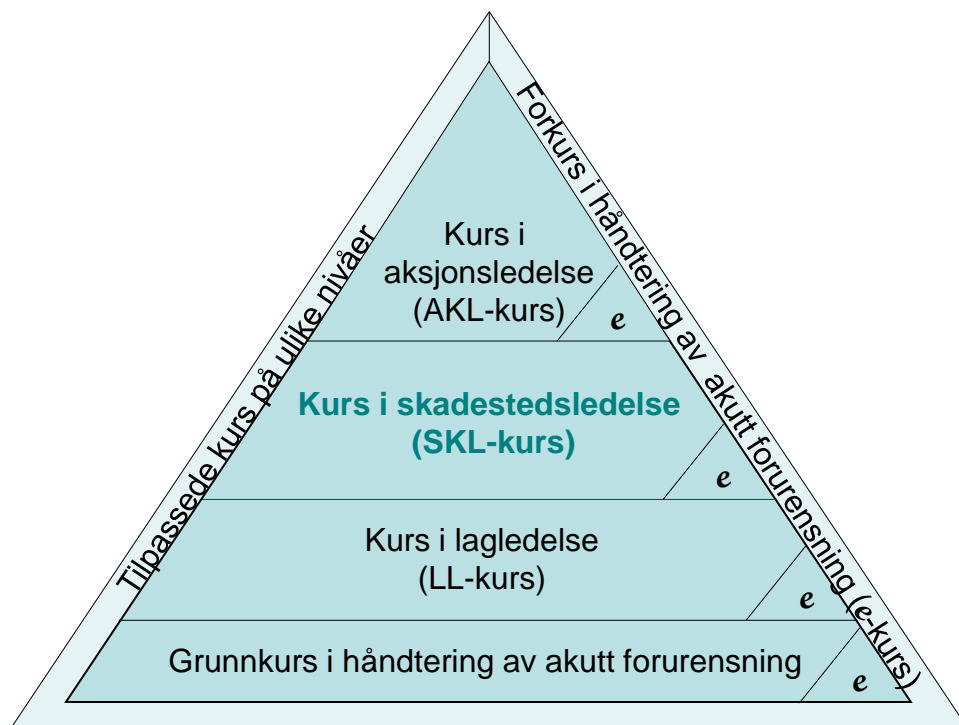 Tilpassede kurs på ulike nivåer
Forkurs i håndtering av akutt forurensning (e-kurs)
Kurs i
aksjonsledelse
(AKL-kurs)
e
Kurs i skadestedsledelse
(SKL-kurs)
e
Kurs i lagledelse
(LL-kurs)
e
Grunnkurs i håndtering av akutt forurensning
e